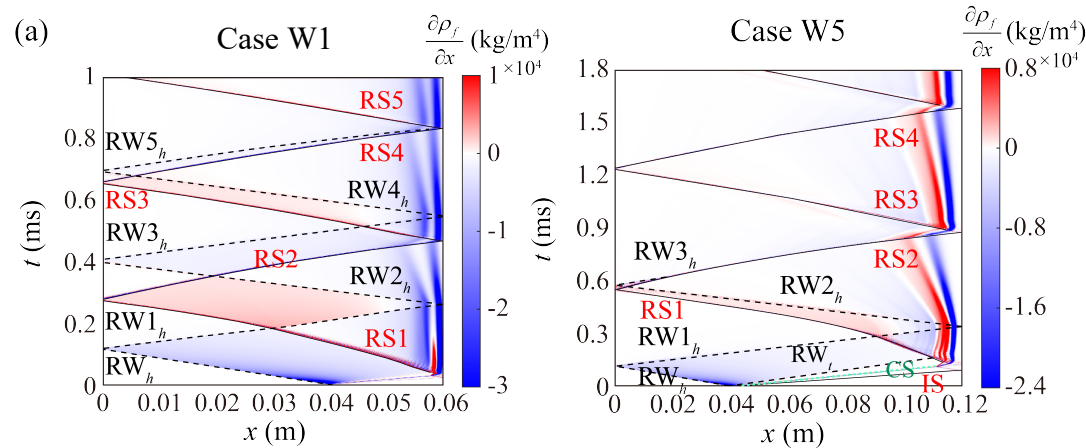 (a)
Case W1
∂ρ_f/∂x (kg/m⁴)
×10⁴
1
0
-1
-2
-3
t (ms)
1
0.8
0.6
0.4
0.2
0
0
0.01
0.02
0.03
0.04
0.05
0.06
x (m)
RS5
RW5_h
RS4
RW4_h
RS3
RW3_h
RS2
RW2_h
RW1_h
RS1
RW_h
Case W5
∂ρ_f/∂x (kg/m⁴)
×10⁴
0.8
0
-0.8
-1.6
-2.4
t (ms)
1.8
1.5
1.2
0.9
0.6
0.3
0
0
0.02
0.04
0.06
0.08
0.10
0.12
x (m)
RS4
RS3
RW3_h
RS2
RW2_h
RS1
RW1_h
RW_t
RW_h
CS
IS